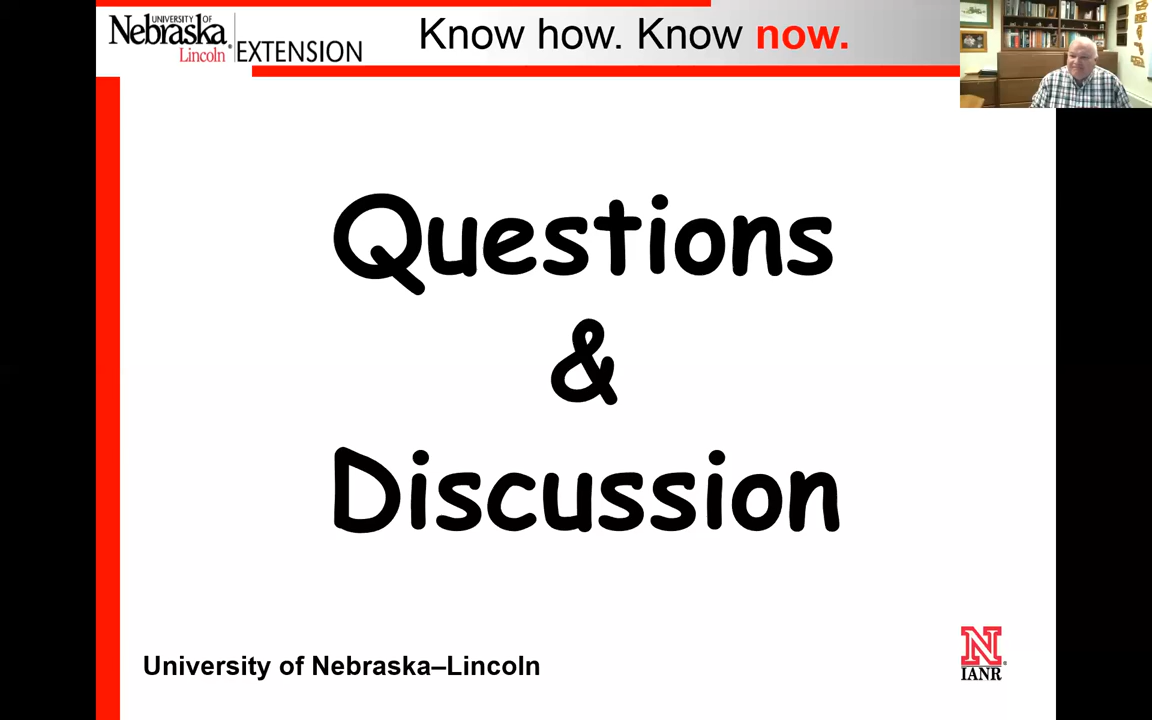 UNIVERSITY OF
Nebraska
Lincoln
EXTENSION
Know how. Know now.
Questions
&
Discussion
University of Nebraska–Lincoln
N
IANR